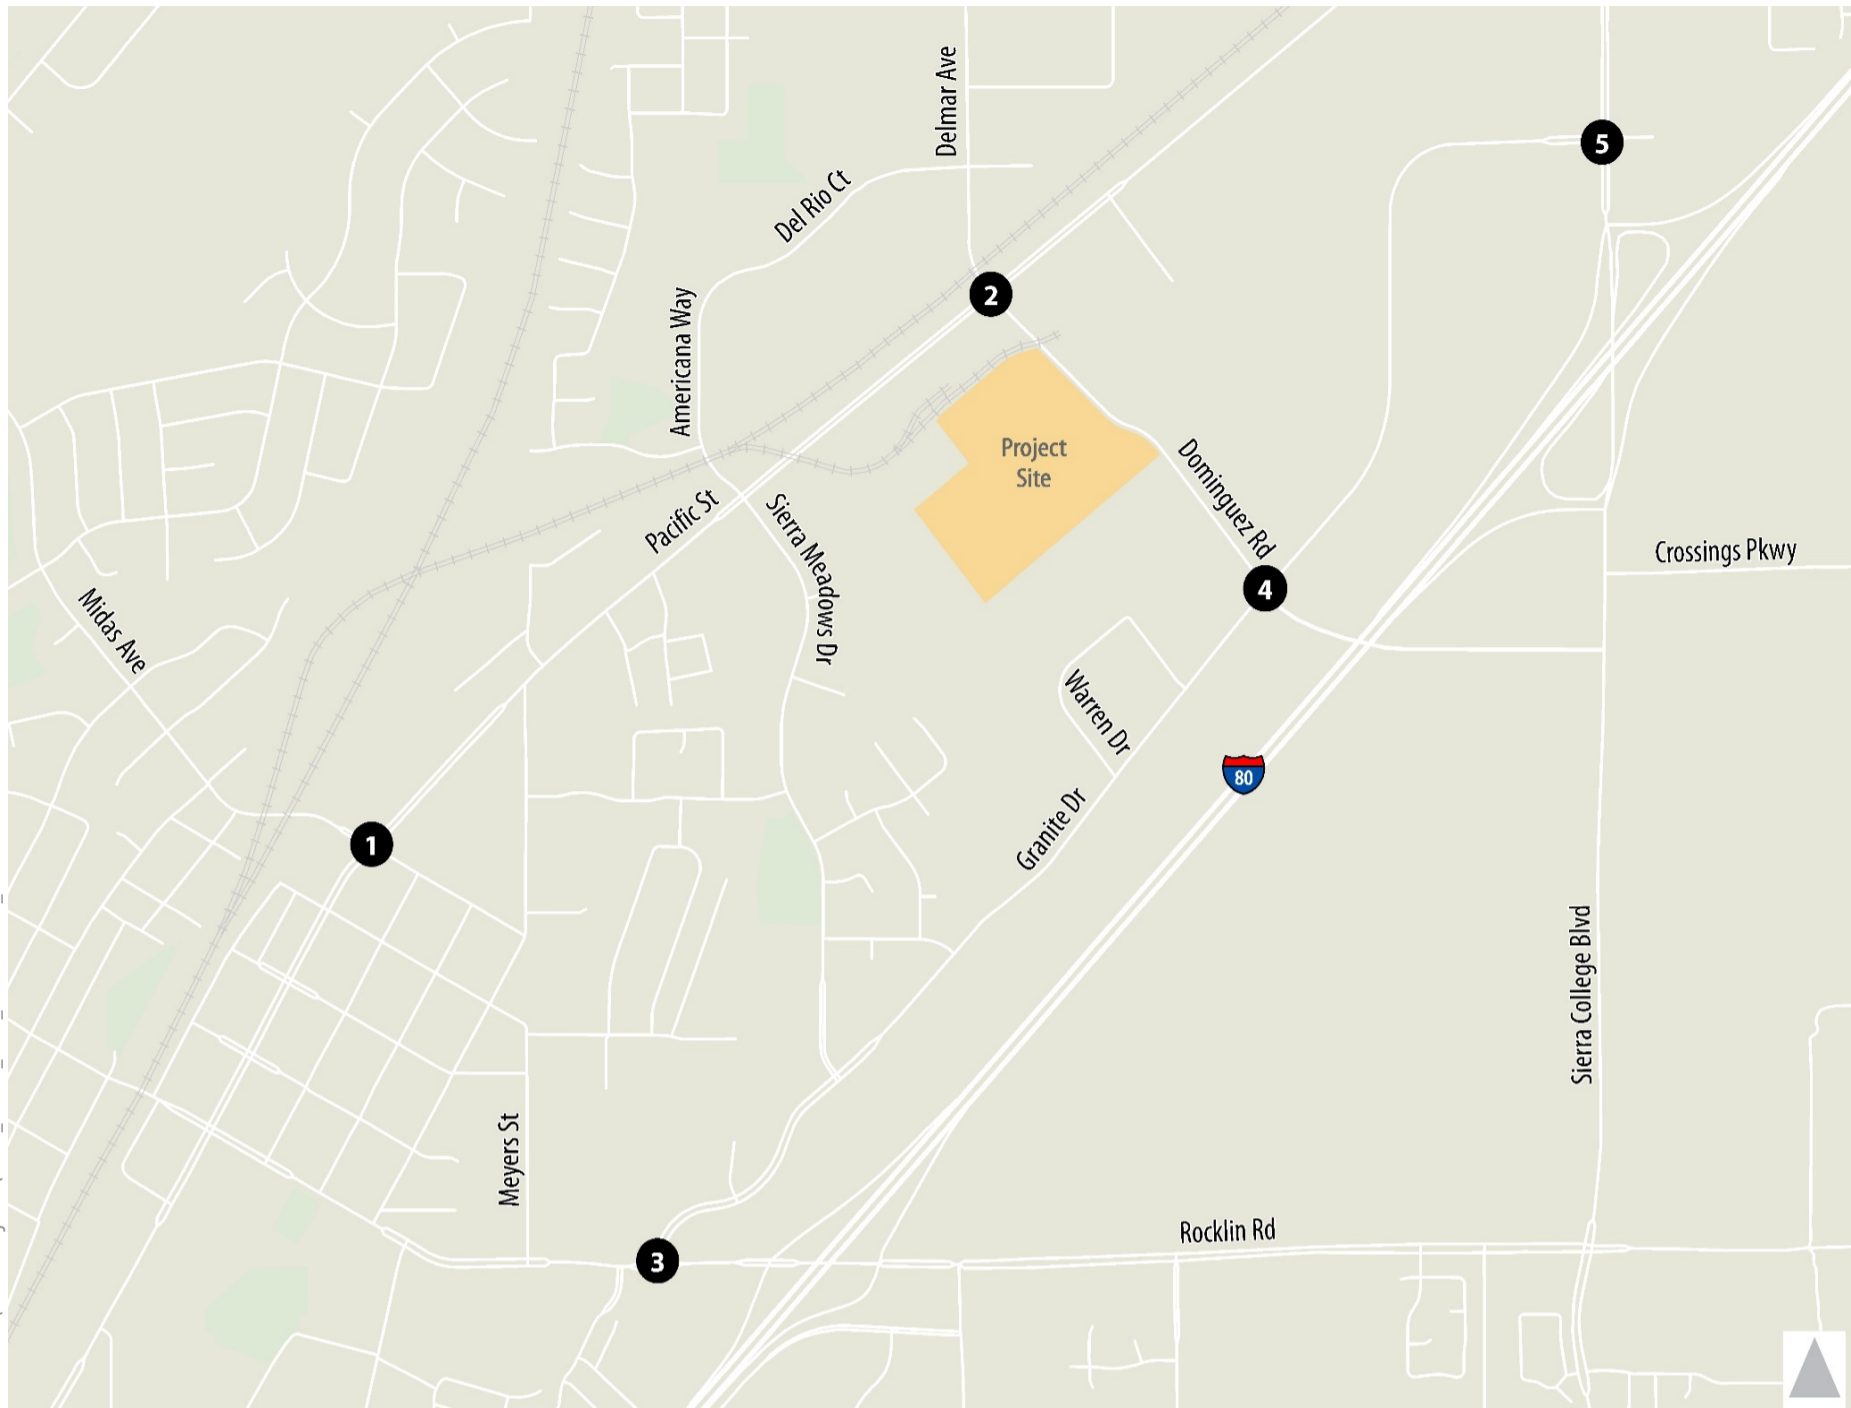 Delmar Ave
5
Del Rio Ct
2
Americana Way
Project
Site
Dominguez Rd
Pacific St
Sierra Meadows Dr
Crossings Pkwy
4
Midas Ave
Warren Dr
80
Granite Dr
1
Sierra College Blvd
Meyers St
Rocklin Rd
3